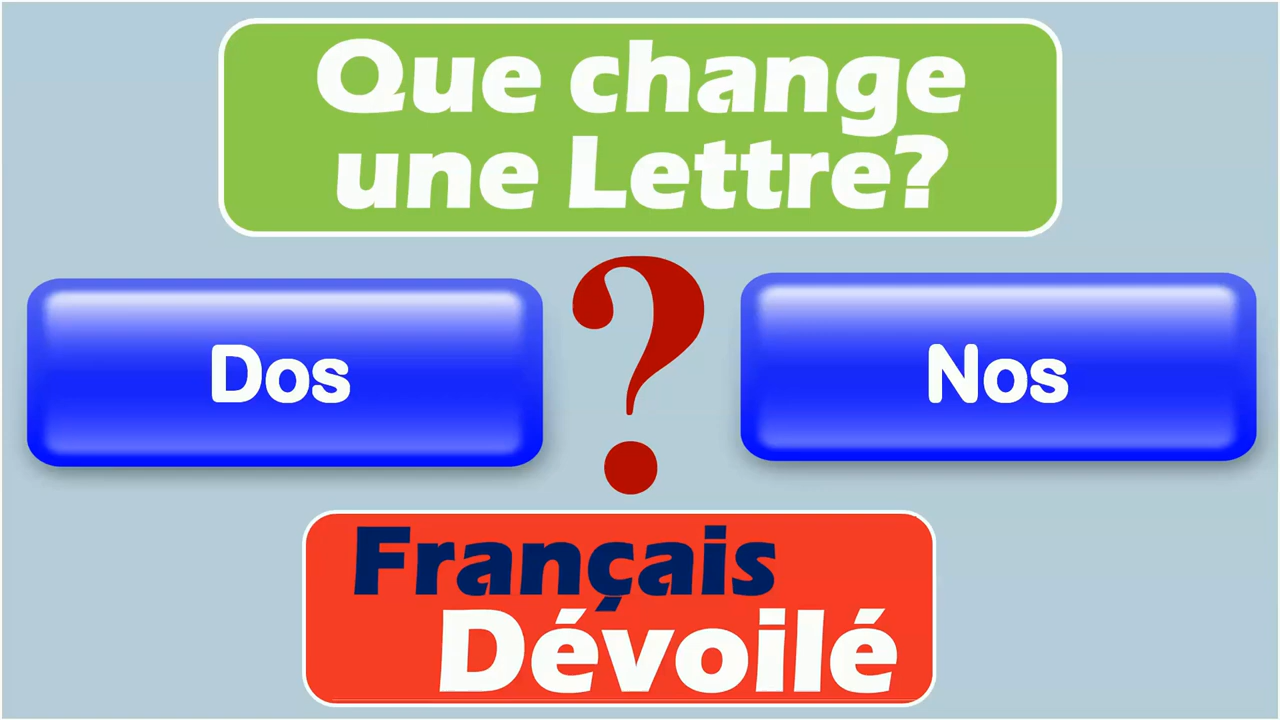 Que change
une Lettre?
Dos
?
Nos
Français
Dévoilé